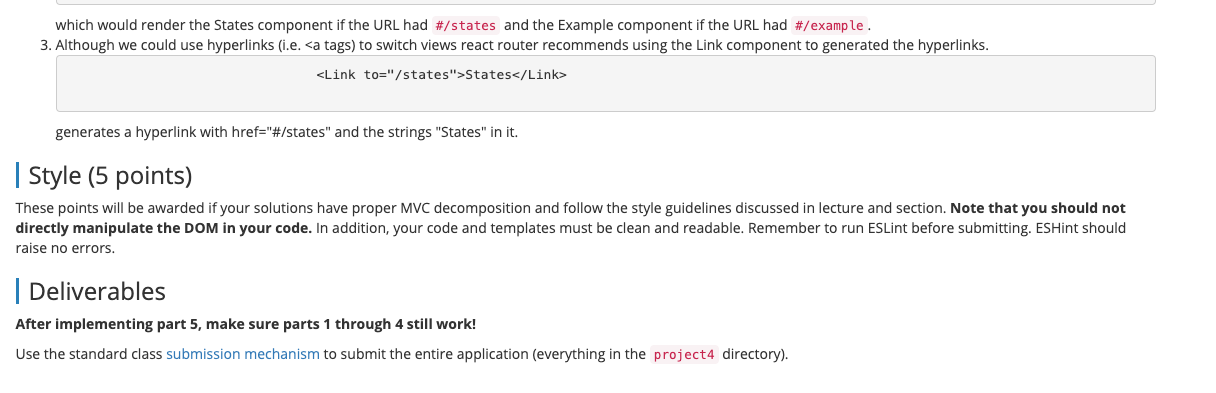 which would render the States component if the URL had #/states and the Example component if the URL had #/example.
3. Although we could use hyperlinks (i.e. <a tags) to switch views react router recommends using the Link component to generated the hyperlinks.
<Link to="/states">States</Link>
generates a hyperlink with href="#/states" and the strings "States" in it.
Style (5 points)
These points will be awarded if your solutions have proper MVC decomposition and follow the style guidelines discussed in lecture and section. Note that you should not
directly manipulate the DOM in your code. In addition, your code and templates must be clean and readable. Remember to run ESLint before submitting. ESHint should
raise no errors.
Deliverables
After implementing part 5, make sure parts 1 through 4 still work!
Use the standard class submission mechanism to submit the entire application (everything in the project4 directory).